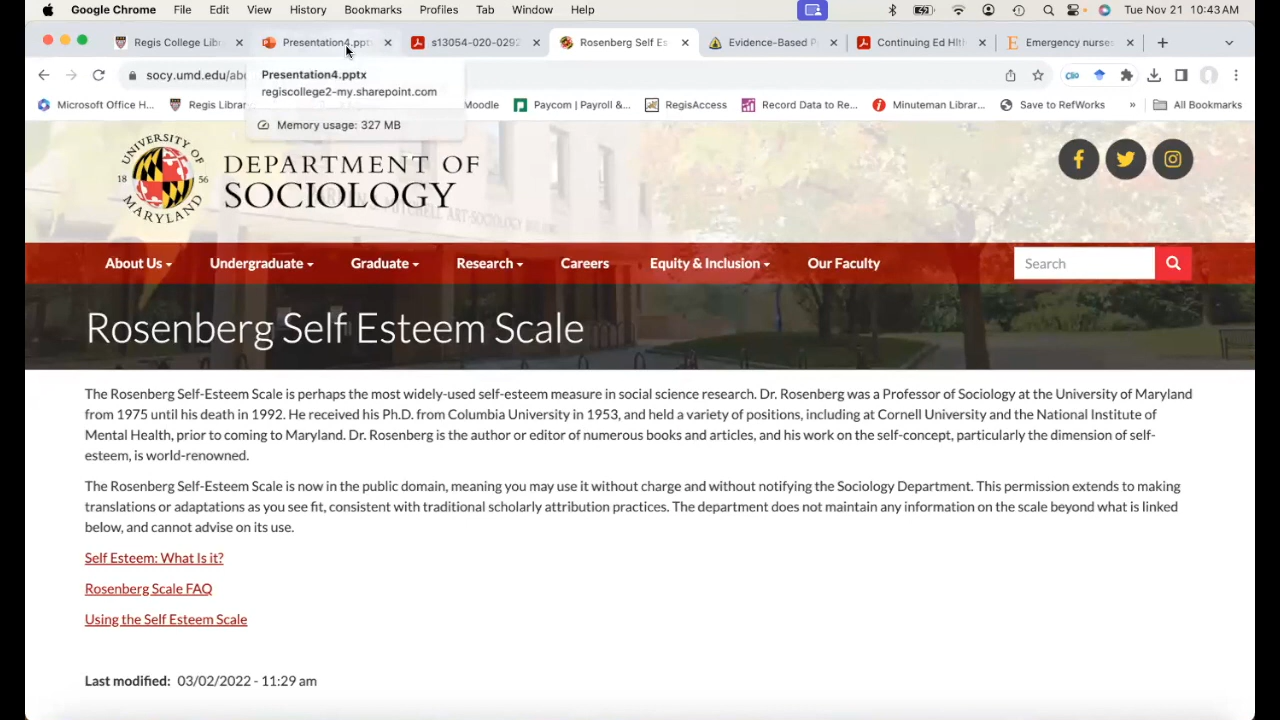 Google Chrome File Edit View History Bookmarks Profiles Tab Window Help Tue Nov 21 10:43 AM
Regis College Libr
Presentation4.ppt
s13054-020-0292
Rosenberg Self Es
Evidence-Based P
Continuing Ed Hlth
Emergency nurses
socy.umd.edu/abo
Presentation4.pptx
regiscollege2-my.sharepoint.com
Memory usage: 327 MB
Microsoft Office H... Regis Librar Moodle Paycom | Payroll &... RegisAccess Record Data to Re... Minuteman Librar... Save to RefWorks » All Bookmarks
UNIVERSITY OF
18 56
MARYLAND
DEPARTMENT OF
SOCIOLOGY
About Us Undergraduate Graduate Research Careers Equity & Inclusion Our Faculty Search
Rosenberg Self Esteem Scale
The Rosenberg Self-Esteem Scale is perhaps the most widely-used self-esteem measure in social science research. Dr. Rosenberg was a Professor of Sociology at the University of Maryland
from 1975 until his death in 1992. He received his Ph.D. from Columbia University in 1953, and held a variety of positions, including at Cornell University and the National Institute of
Mental Health, prior to coming to Maryland. Dr. Rosenberg is the author or editor of numerous books and articles, and his work on the self-concept, particularly the dimension of self-
esteem, is world-renowned.
The Rosenberg Self-Esteem Scale is now in the public domain, meaning you may use it without charge and without notifying the Sociology Department. This permission extends to making
translations or adaptations as you see fit, consistent with traditional scholarly attribution practices. The department does not maintain any information on the scale beyond what is linked
below, and cannot advise on its use.
Self Esteem: What Is it?
Rosenberg Scale FAQ
Using the Self Esteem Scale
Last modified: 03/02/2022 - 11:29 am